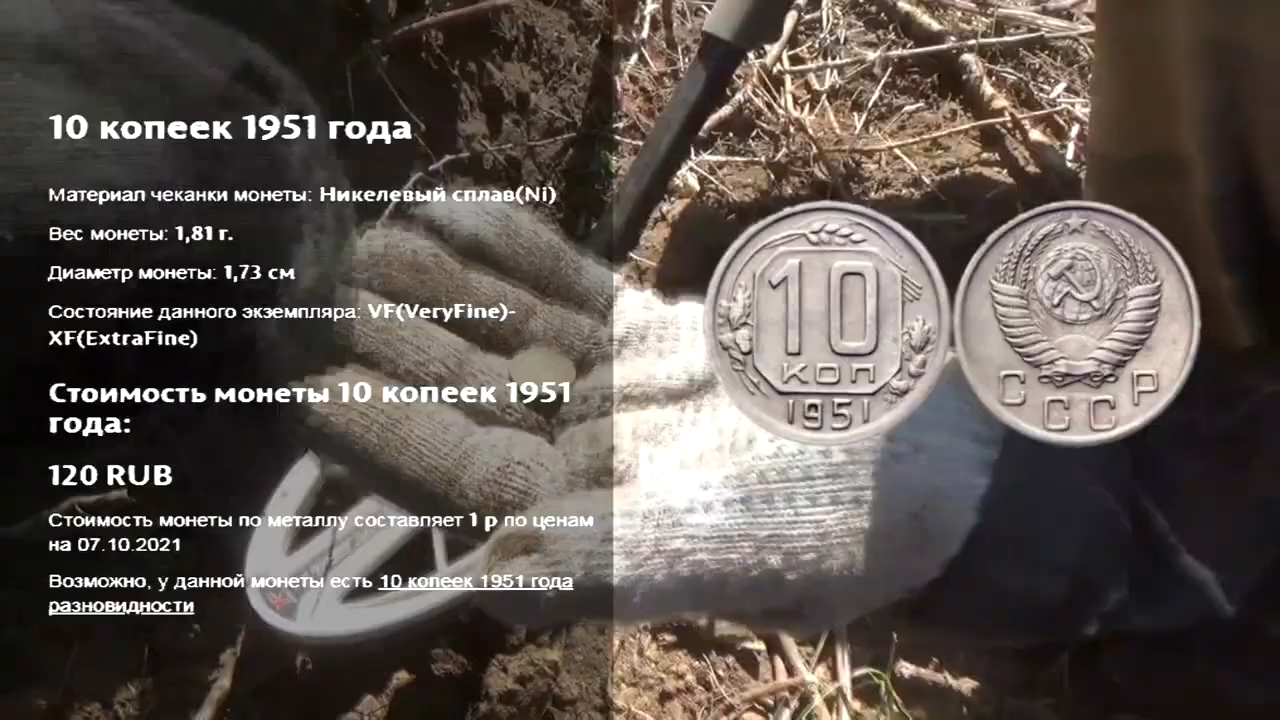 10 копеек 1951 года
Материал чеканки монеты: Никелевый сплав(Ni)
Вес монеты: 1,81 г.
Диаметр монеты: 1,73 см
Состояние данного экземпляра: VF(VeryFine)-
XF(ExtraFine)
Стоимость монеты 10 копеек 1951
года:
120 RUB
Стоимость монеты по металлу составляет 1 р по ценам
на 07.10.2021
Возможно, у данной монеты есть 10 копеек 1951 года
разновидности
10
КОП
1951
С С С Р